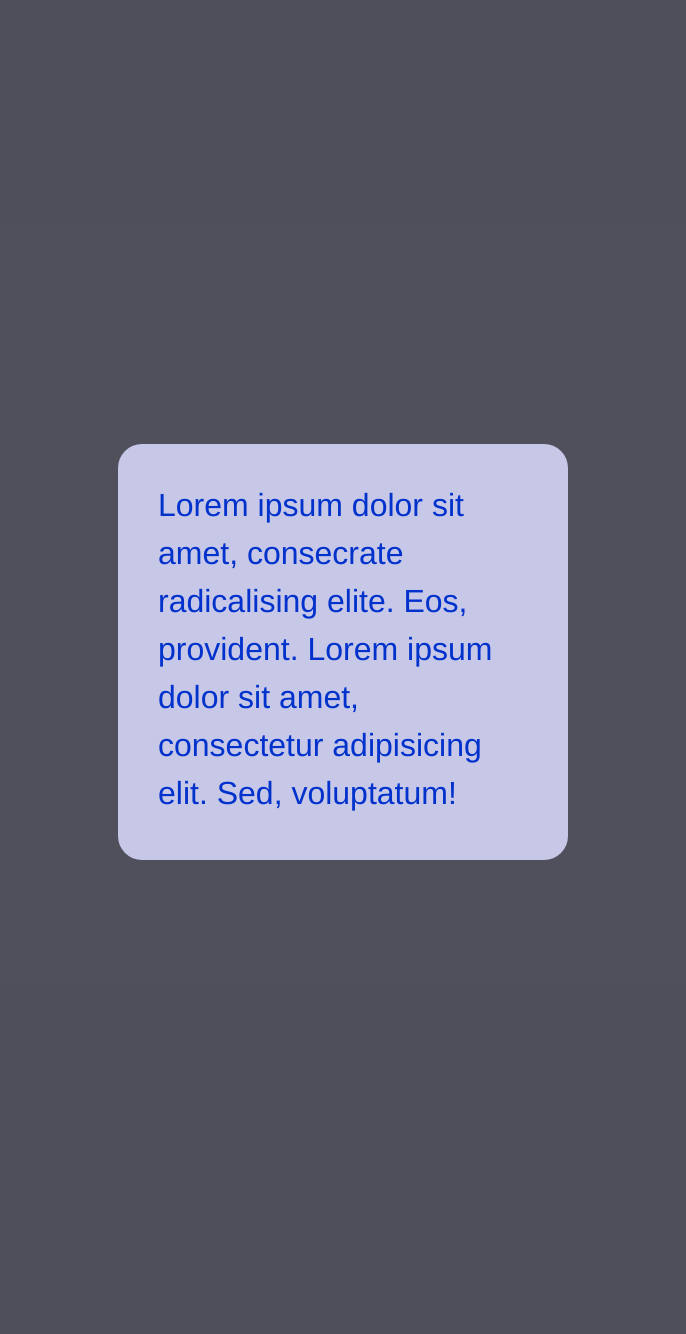 Lorem ipsum dolor sit
amet, consecrate
radicalising elite. Eos,
provident. Lorem ipsum
dolor sit amet,
consectetur adipisicing
elit. Sed, voluptatum!